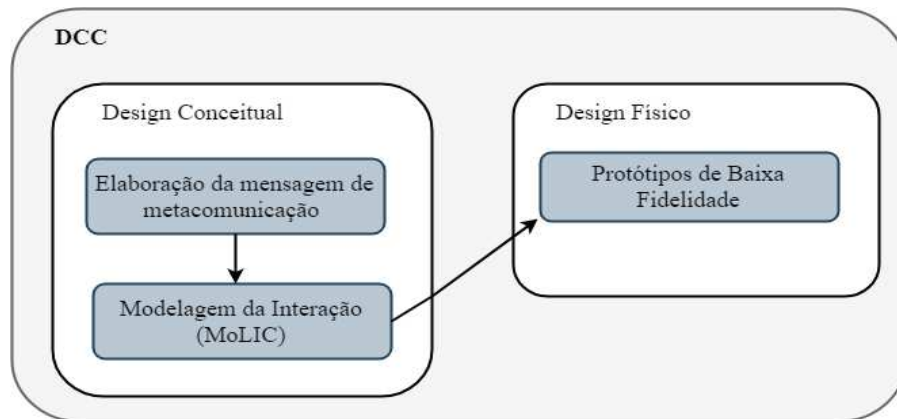 DCC
Design Conceitual
Elaboração da mensagem de
metacomunicação
Modelagem da Interação
(MoLIC)
Design Físico
Protótipos de Baixa
Fidelidade